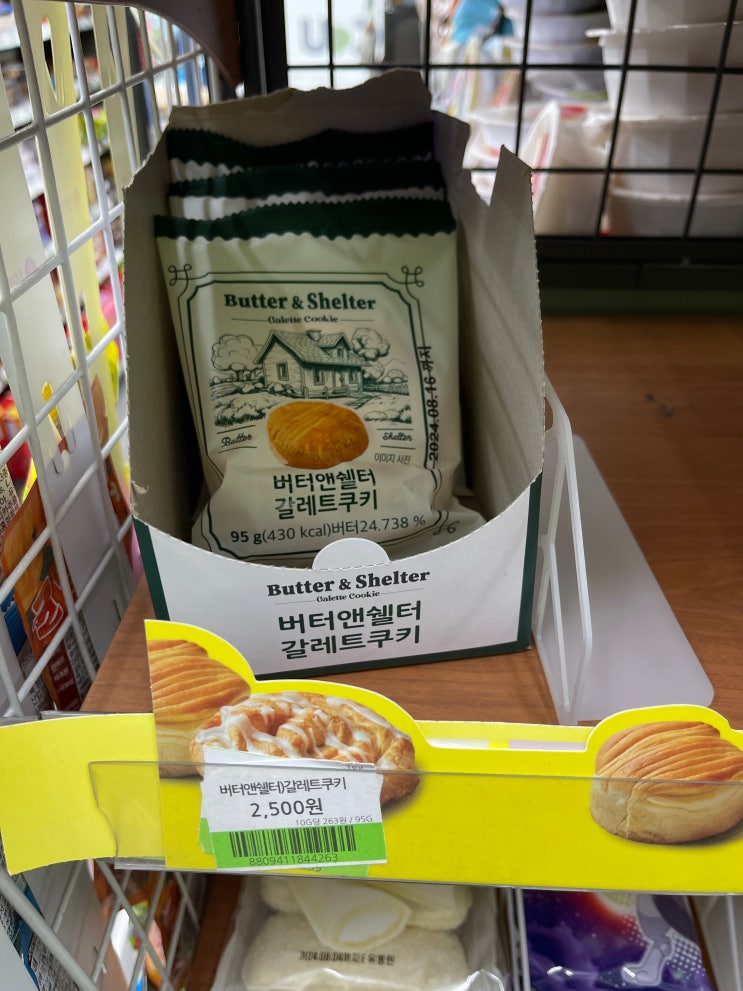 Butter & Shelter
Galette Cookie
2024.08.16 까지
Butter
Shelter
이미지 사진
버터앤쉘터
갈레트쿠키
95 g(430 kcal)버터24.738 %
Butter & Shelter
Galette Cookie
버터앤쉘터
갈레트쿠키
버터앤쉘터)갈레트쿠키
2,500원
10G당 263원 / 95G
8809411844263